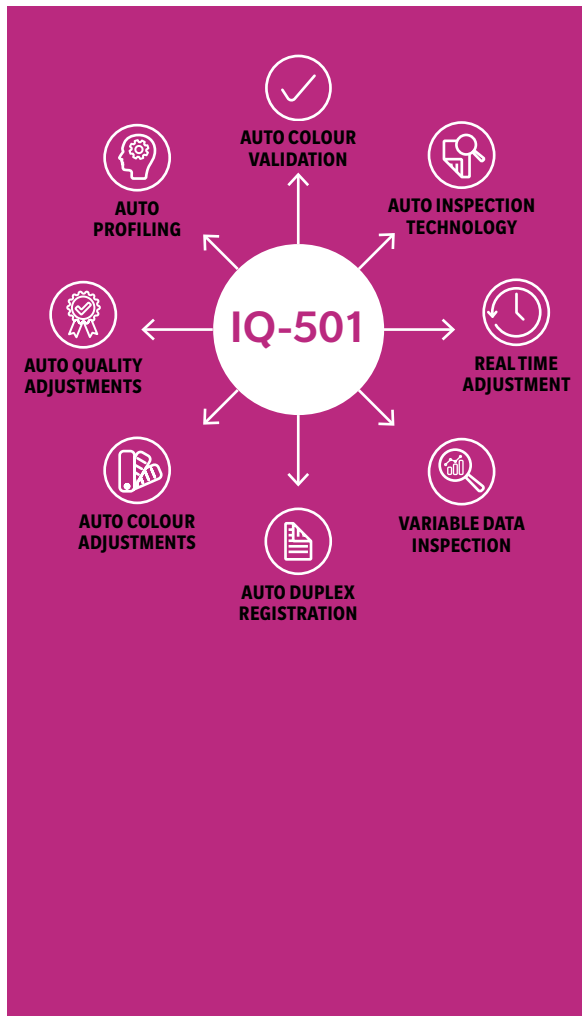 AUTO COLOUR
VALIDATION
AUTO
PROFILING
AUTO INSPECTION
TECHNOLOGY
IQ-501
AUTO QUALITY
ADJUSTMENTS
REAL TIME
ADJUSTMENT
AUTO COLOUR
ADJUSTMENTS
VARIABLE DATA
INSPECTION
AUTO DUPLEX
REGISTRATION